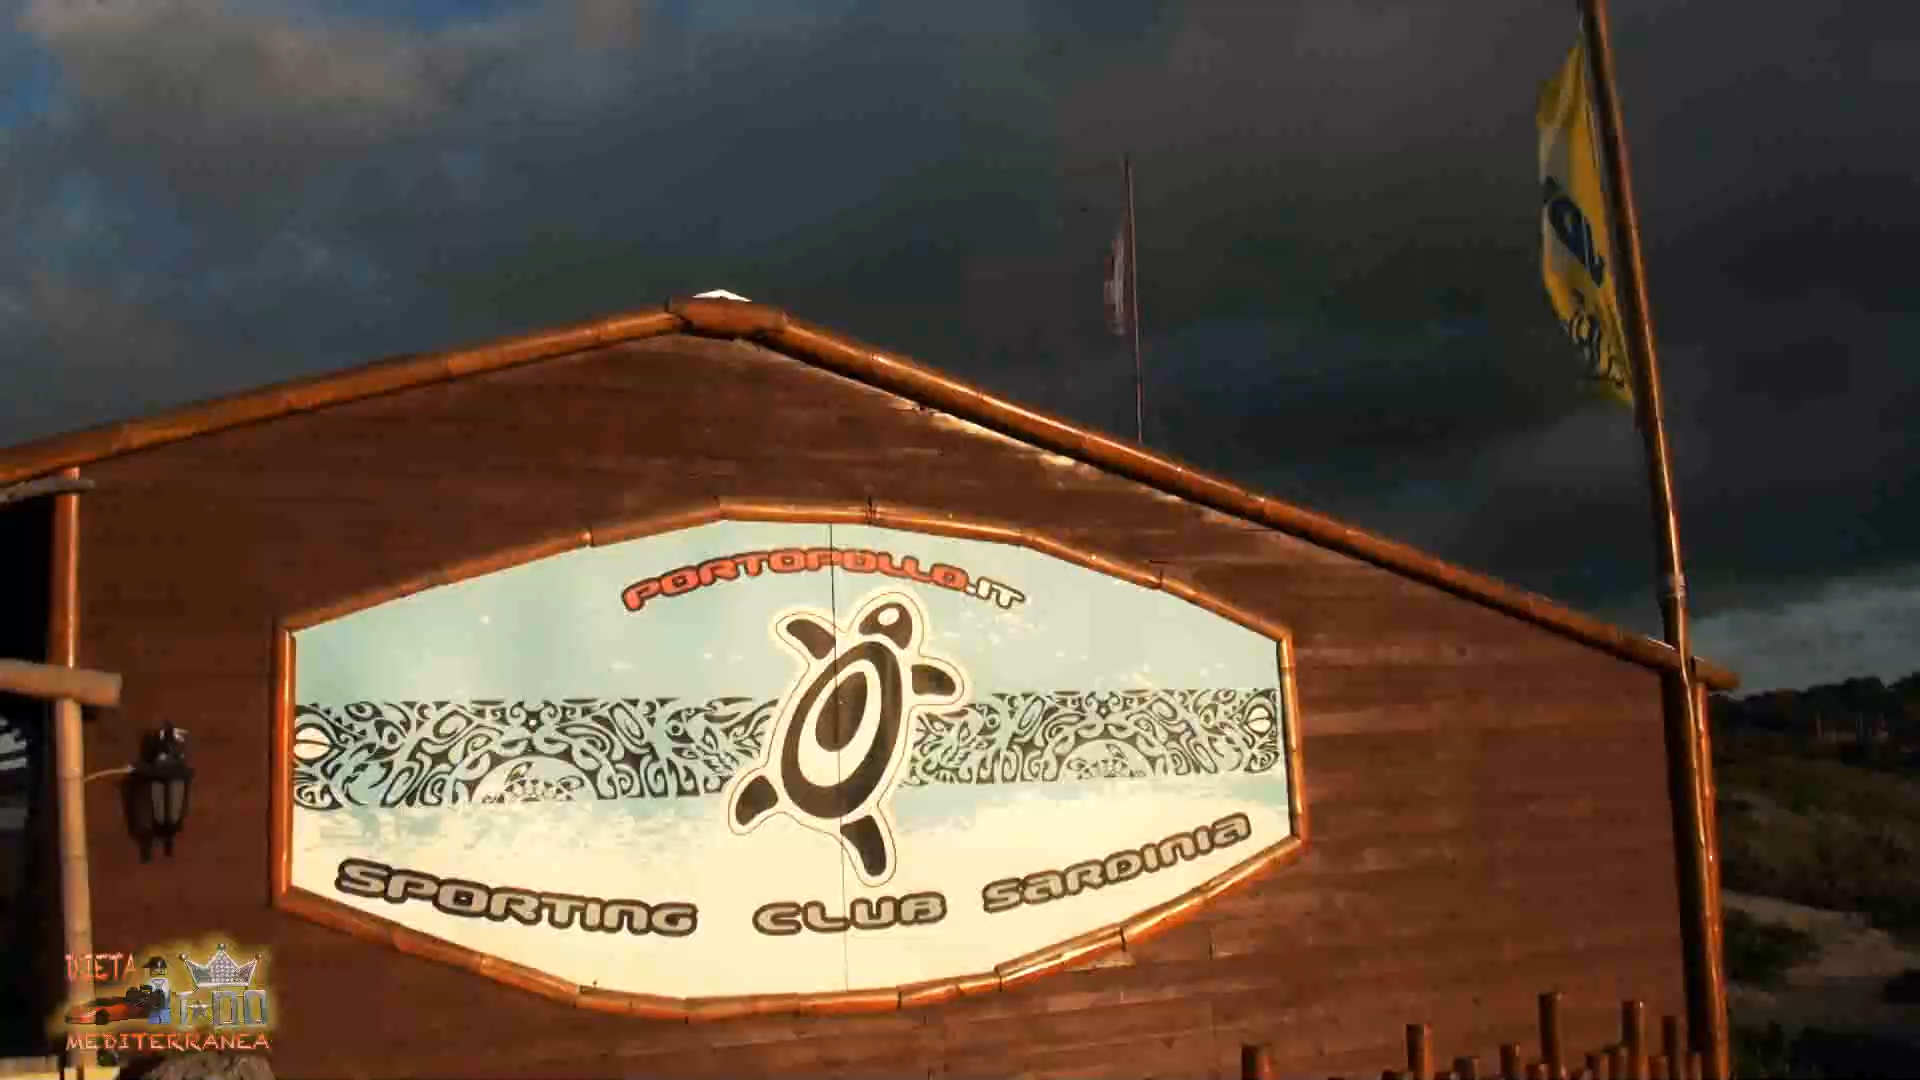 PORTOPOLLO.IT
SPORTING CLUB SARDINIA
DIETA
MEDITERRANEA